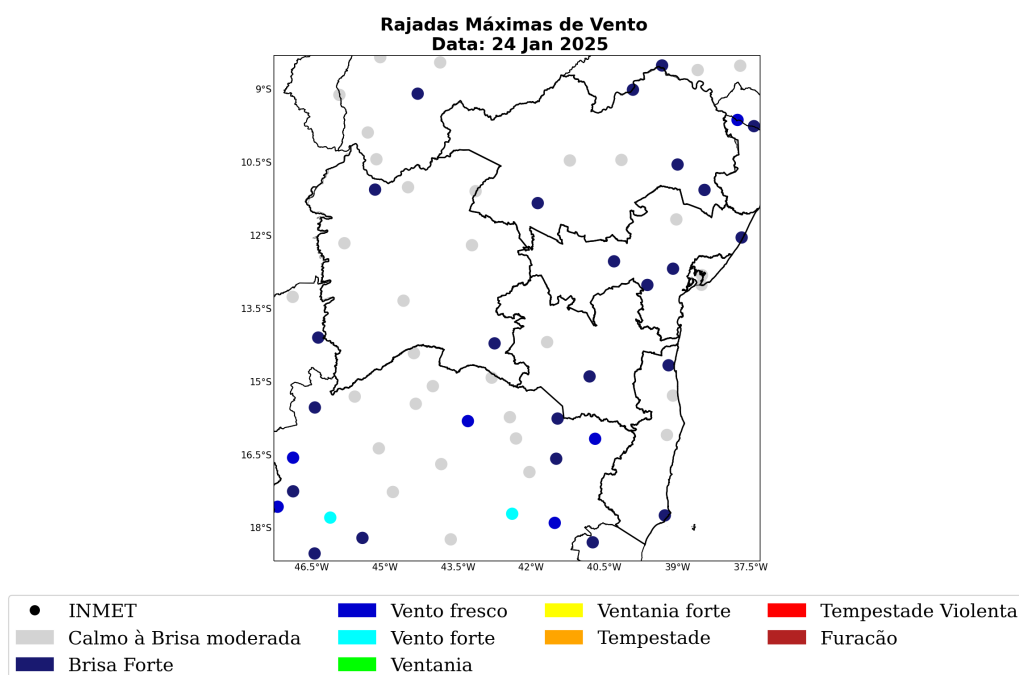 Rajadas Máximas de Vento
Data: 24 Jan 2025
9°S
10.5°S
12°S
13.5°S
15°S
16.5°S
18°S
46.5°W 45°W 43.5°W 42°W 40.5°W 39°W 37.5°W
INMET
Calmo à Brisa moderada
Brisa Forte
Vento fresco
Vento forte
Ventania
Ventania forte
Tempestade
Tempestade Violenta
Furacão